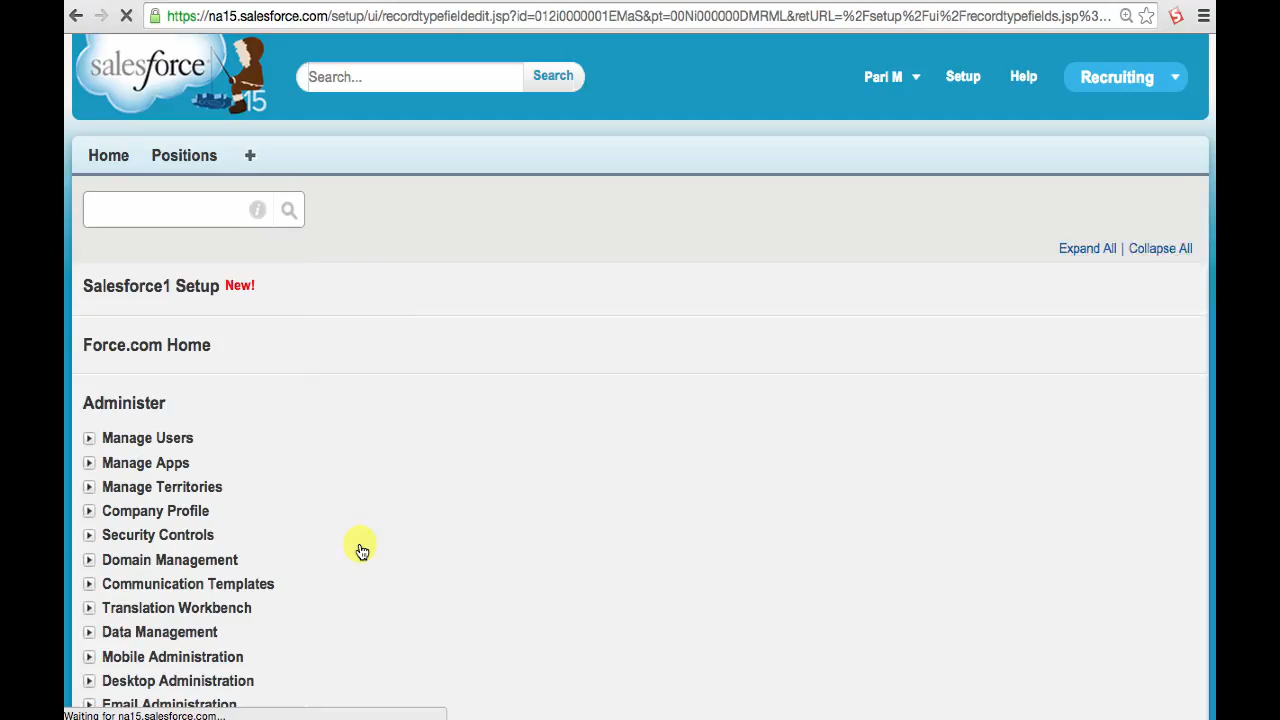 https://na15.salesforce.com/setup/ui/recordtypefieldedit.jsp?id=012i0000001EMaS&pt=00Ni000000DMRML&retURL=%2Fsetup%2Fui%2Frecordtypefields.jsp%3...
salesforce
15
Search...
Search
Parl M
Setup
Help
Recruiting
Home
Positions
+
Expand All | Collapse All
Salesforce1 Setup New!
Force.com Home
Administer
Manage Users
Manage Apps
Manage Territories
Company Profile
Security Controls
Domain Management
Communication Templates
Translation Workbench
Data Management
Mobile Administration
Desktop Administration
Email Administration
Waiting for na15.salesforce.com...